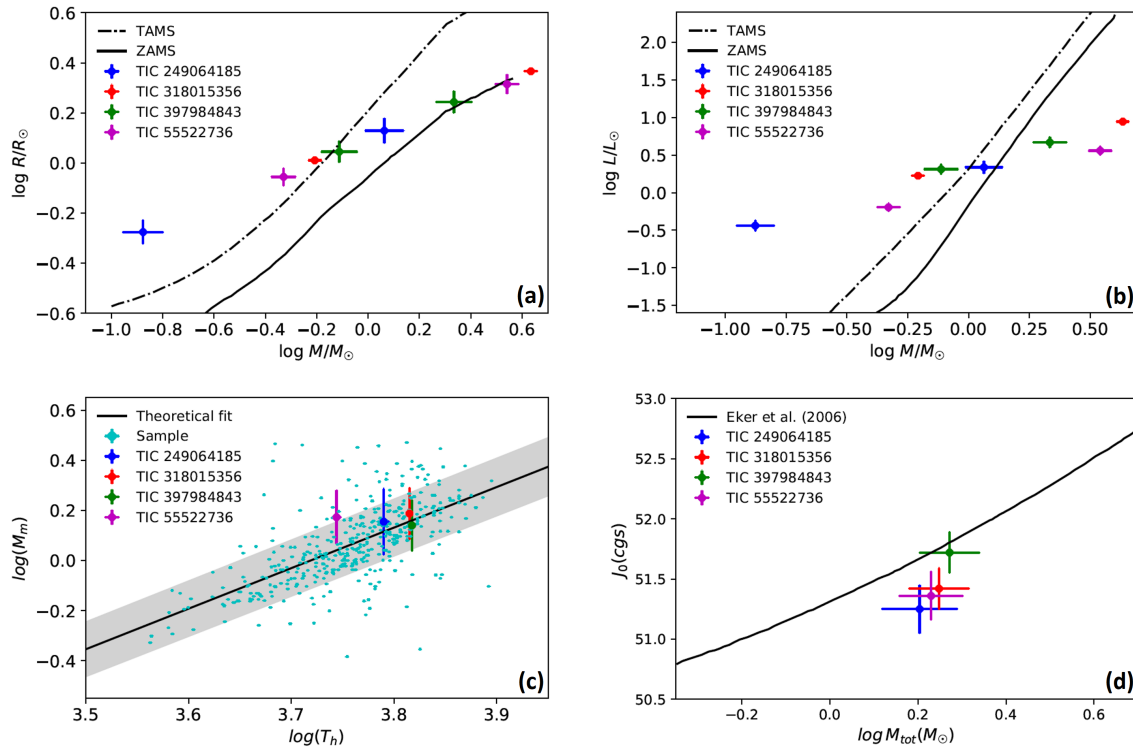 TAMS
ZAMS
TIC 249064185
TIC 318015356
TIC 397984843
TIC 55522736
0.6
0.4
0.2
0.0
−0.2
−0.4
−0.6
log R/R⊙
−1.0 −0.8 −0.6 −0.4 −0.2 0.0 0.2 0.4 0.6
log M/M⊙
(a)
TAMS
ZAMS
TIC 249064185
TIC 318015356
TIC 397984843
TIC 55522736
2.0
1.5
1.0
0.5
0.0
−0.5
−1.0
−1.5
log L/L⊙
−1.00 −0.75 −0.50 −0.25 0.00 0.25 0.50
log M/M⊙
(b)
Theoretical fit
Sample
TIC 249064185
TIC 318015356
TIC 397984843
TIC 55522736
0.6
0.4
0.2
0.0
−0.2
−0.4
log(Mm)
3.5 3.6 3.7 3.8 3.9
log(Th)
(c)
Eker et al. (2006)
TIC 249064185
TIC 318015356
TIC 397984843
TIC 55522736
53.0
52.5
52.0
51.5
51.0
50.5
J0(cgs)
−0.2 0.0 0.2 0.4 0.6
log Mtot(M⊙)
(d)